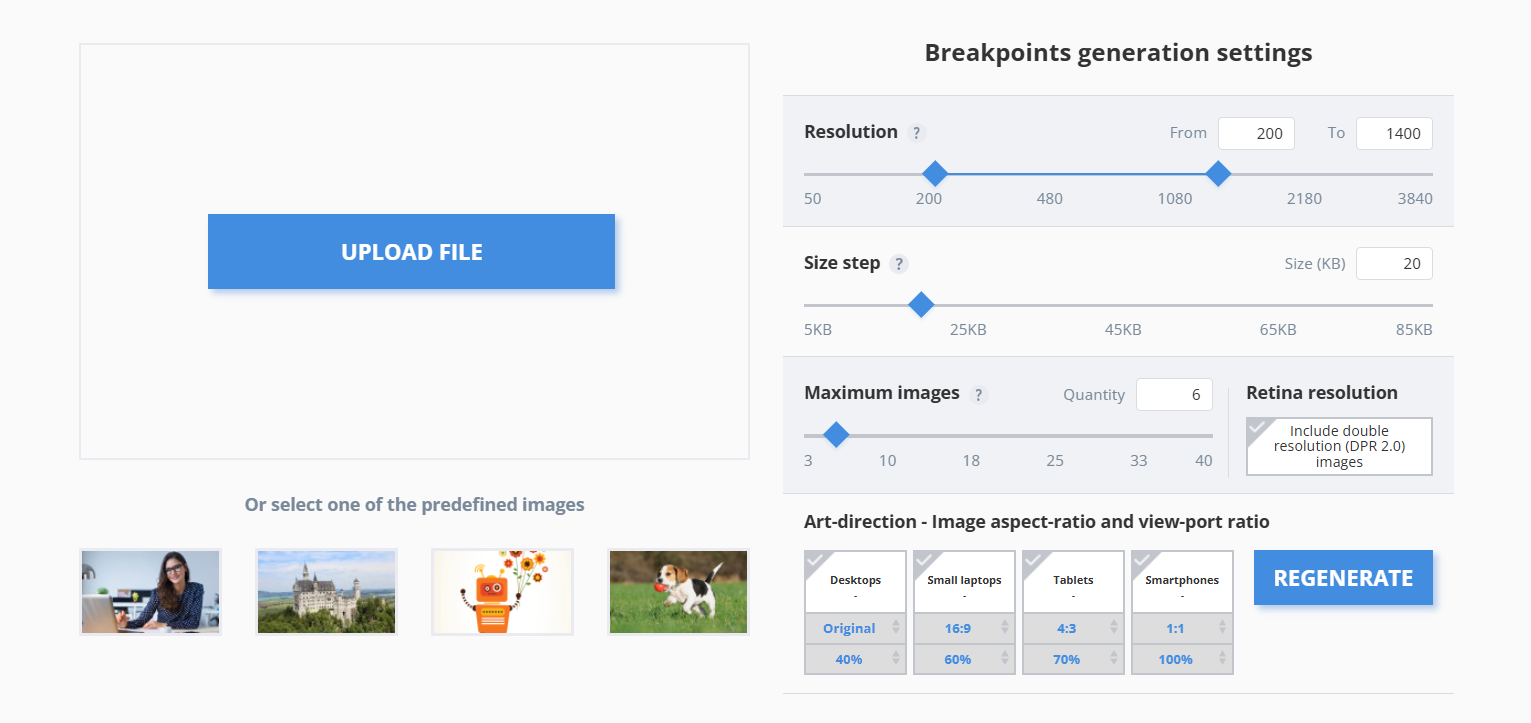 Breakpoints generation settings
UPLOAD FILE
Or select one of the predefined images
Resolution ? From 200 To 1400
50 200 480 1080 2180 3840
Size step ? Size (KB) 20
5KB 25KB 45KB 65KB 85KB
Maximum images ? Quantity 6
3 10 18 25 33 40
Retina resolution
Include double
resolution (DPR 2.0)
images
Art-direction - Image aspect-ratio and view-port ratio
Desktops Small laptops Tablets Smartphones
- - - -
Original 16:9 4:3 1:1
40% 60% 70% 100%
REGENERATE